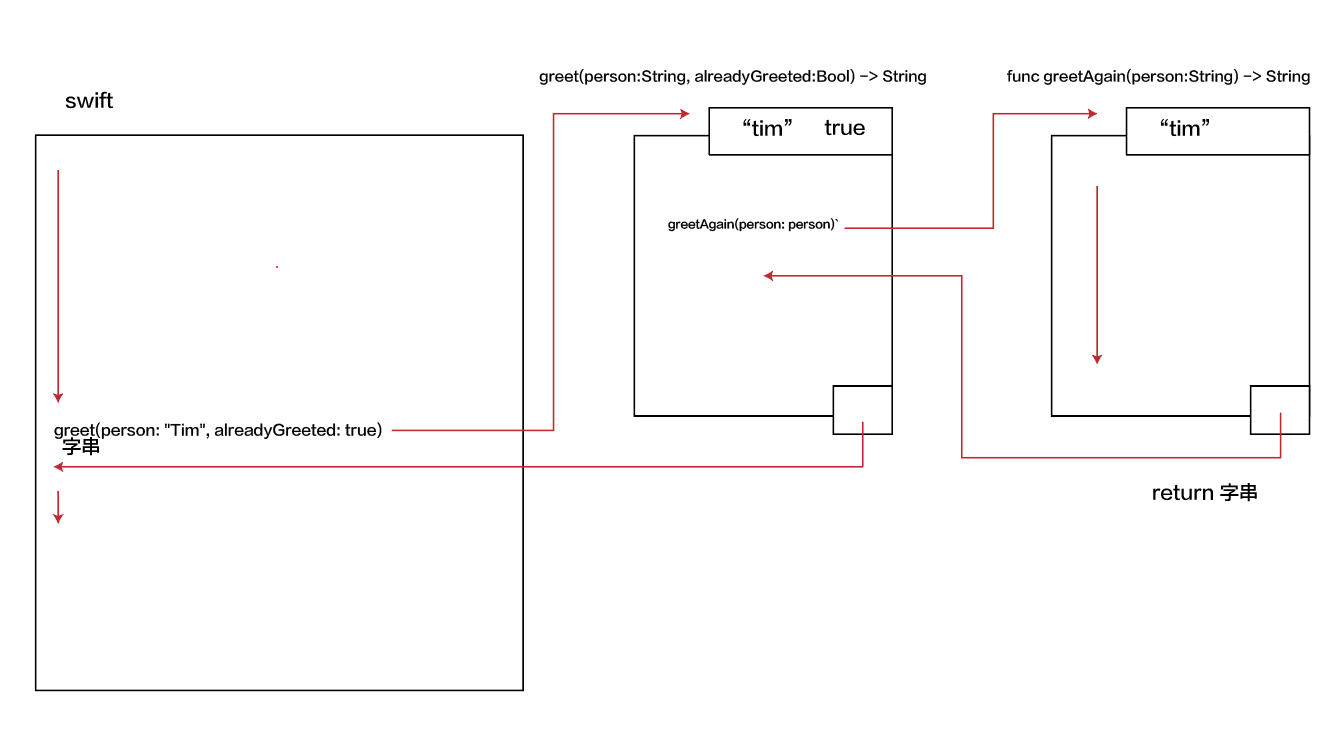 swift
greet(person: "Tim", alreadyGreeted: true)
字串
greet(person:String, alreadyGreeted:Bool) -> String
“tim” true
greetAgain(person: person)`
func greetAgain(person:String) -> String
“tim”
return 字串